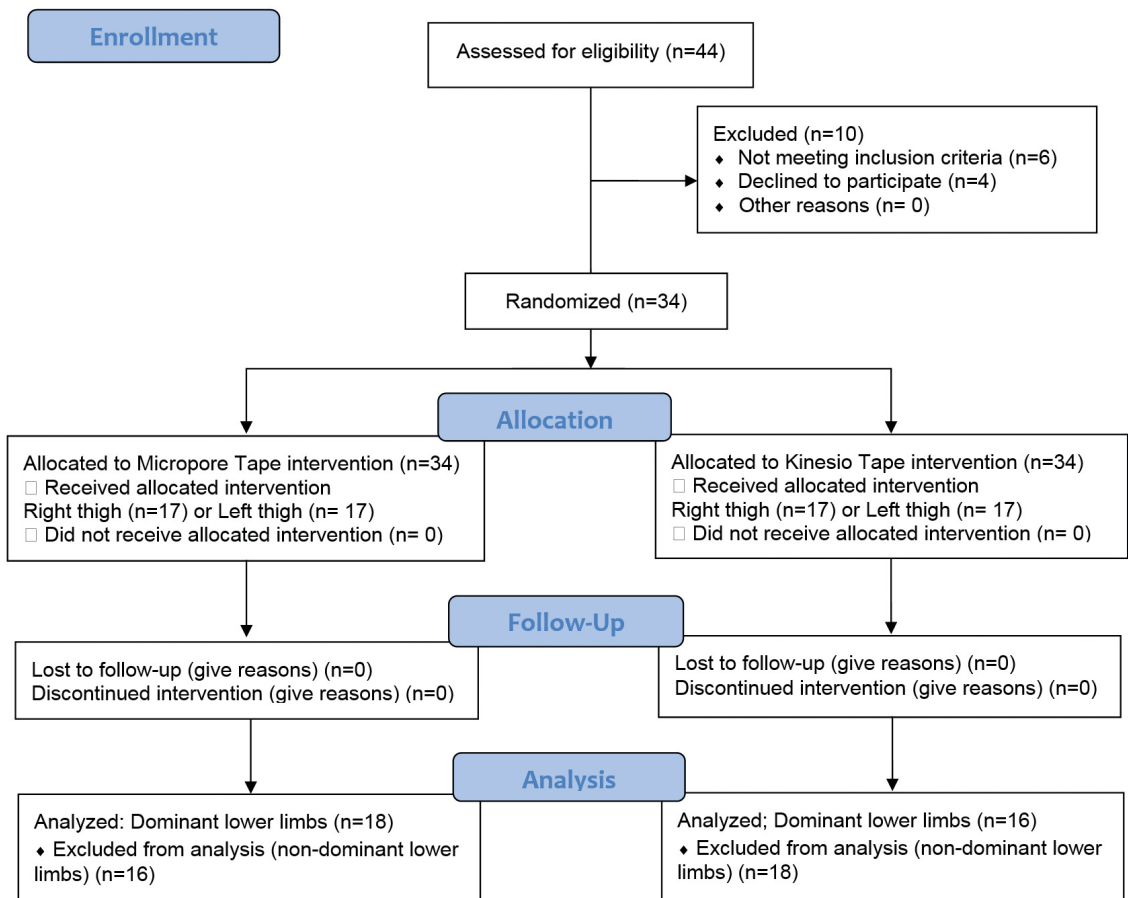 Enrollment
Assessed for eligibility (n=44)
Excluded (n=10)
♦ Not meeting inclusion criteria (n=6)
♦ Declined to participate (n=4)
♦ Other reasons (n= 0)
Randomized (n=34)
Allocation
Allocated to Micropore Tape intervention (n=34)
□ Received allocated intervention
Right thigh (n=17) or Left thigh (n= 17)
□ Did not receive allocated intervention (n= 0)
Allocated to Kinesio Tape intervention (n=34)
□ Received allocated intervention
Right thigh (n=17) or Left thigh (n= 17)
□ Did not receive allocated intervention (n= 0)
Follow-Up
Lost to follow-up (give reasons) (n=0)
Discontinued intervention (give reasons) (n=0)
Lost to follow-up (give reasons) (n=0)
Discontinued intervention (give reasons) (n=0)
Analysis
Analyzed: Dominant lower limbs (n=18)
♦ Excluded from analysis (non-dominant lower
limbs) (n=16)
Analyzed; Dominant lower limbs (n=16)
♦ Excluded from analysis (non-dominant lower
limbs) (n=18)